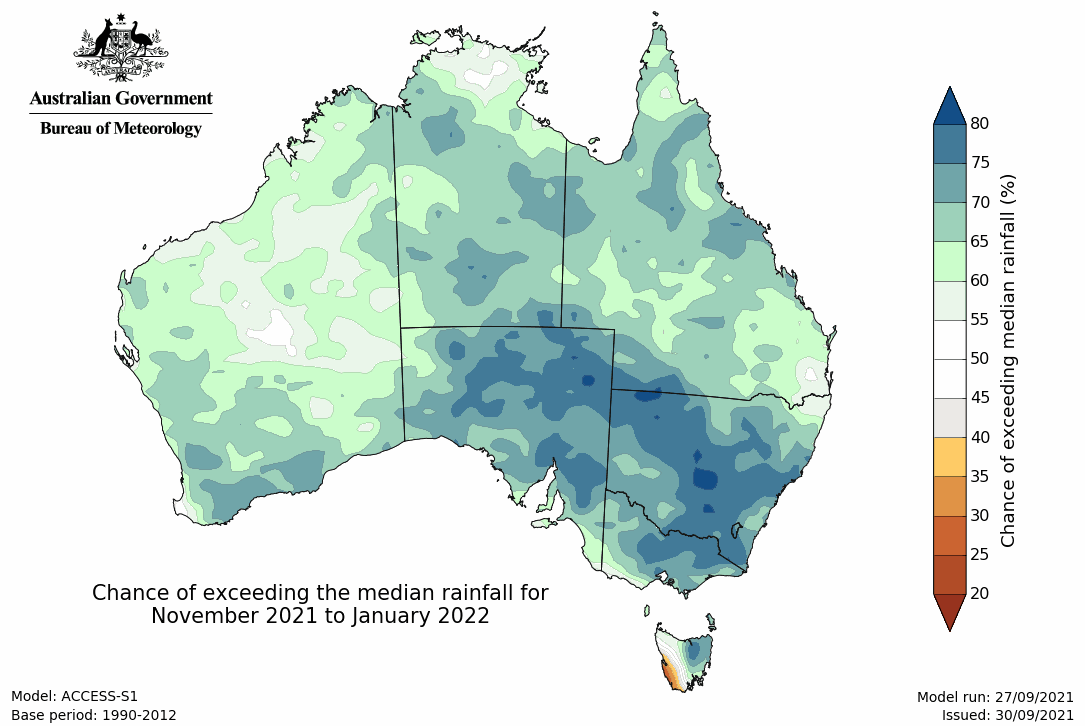 Australian Government
Bureau of Meteorology
80
75
70
65
60
55
50
45
40
35
30
25
20
Chance of exceeding median rainfall (%)
Chance of exceeding the median rainfall for
November 2021 to January 2022
Model: ACCESS-S1
Base period: 1990-2012
Model run: 27/09/2021
Issued: 30/09/2021